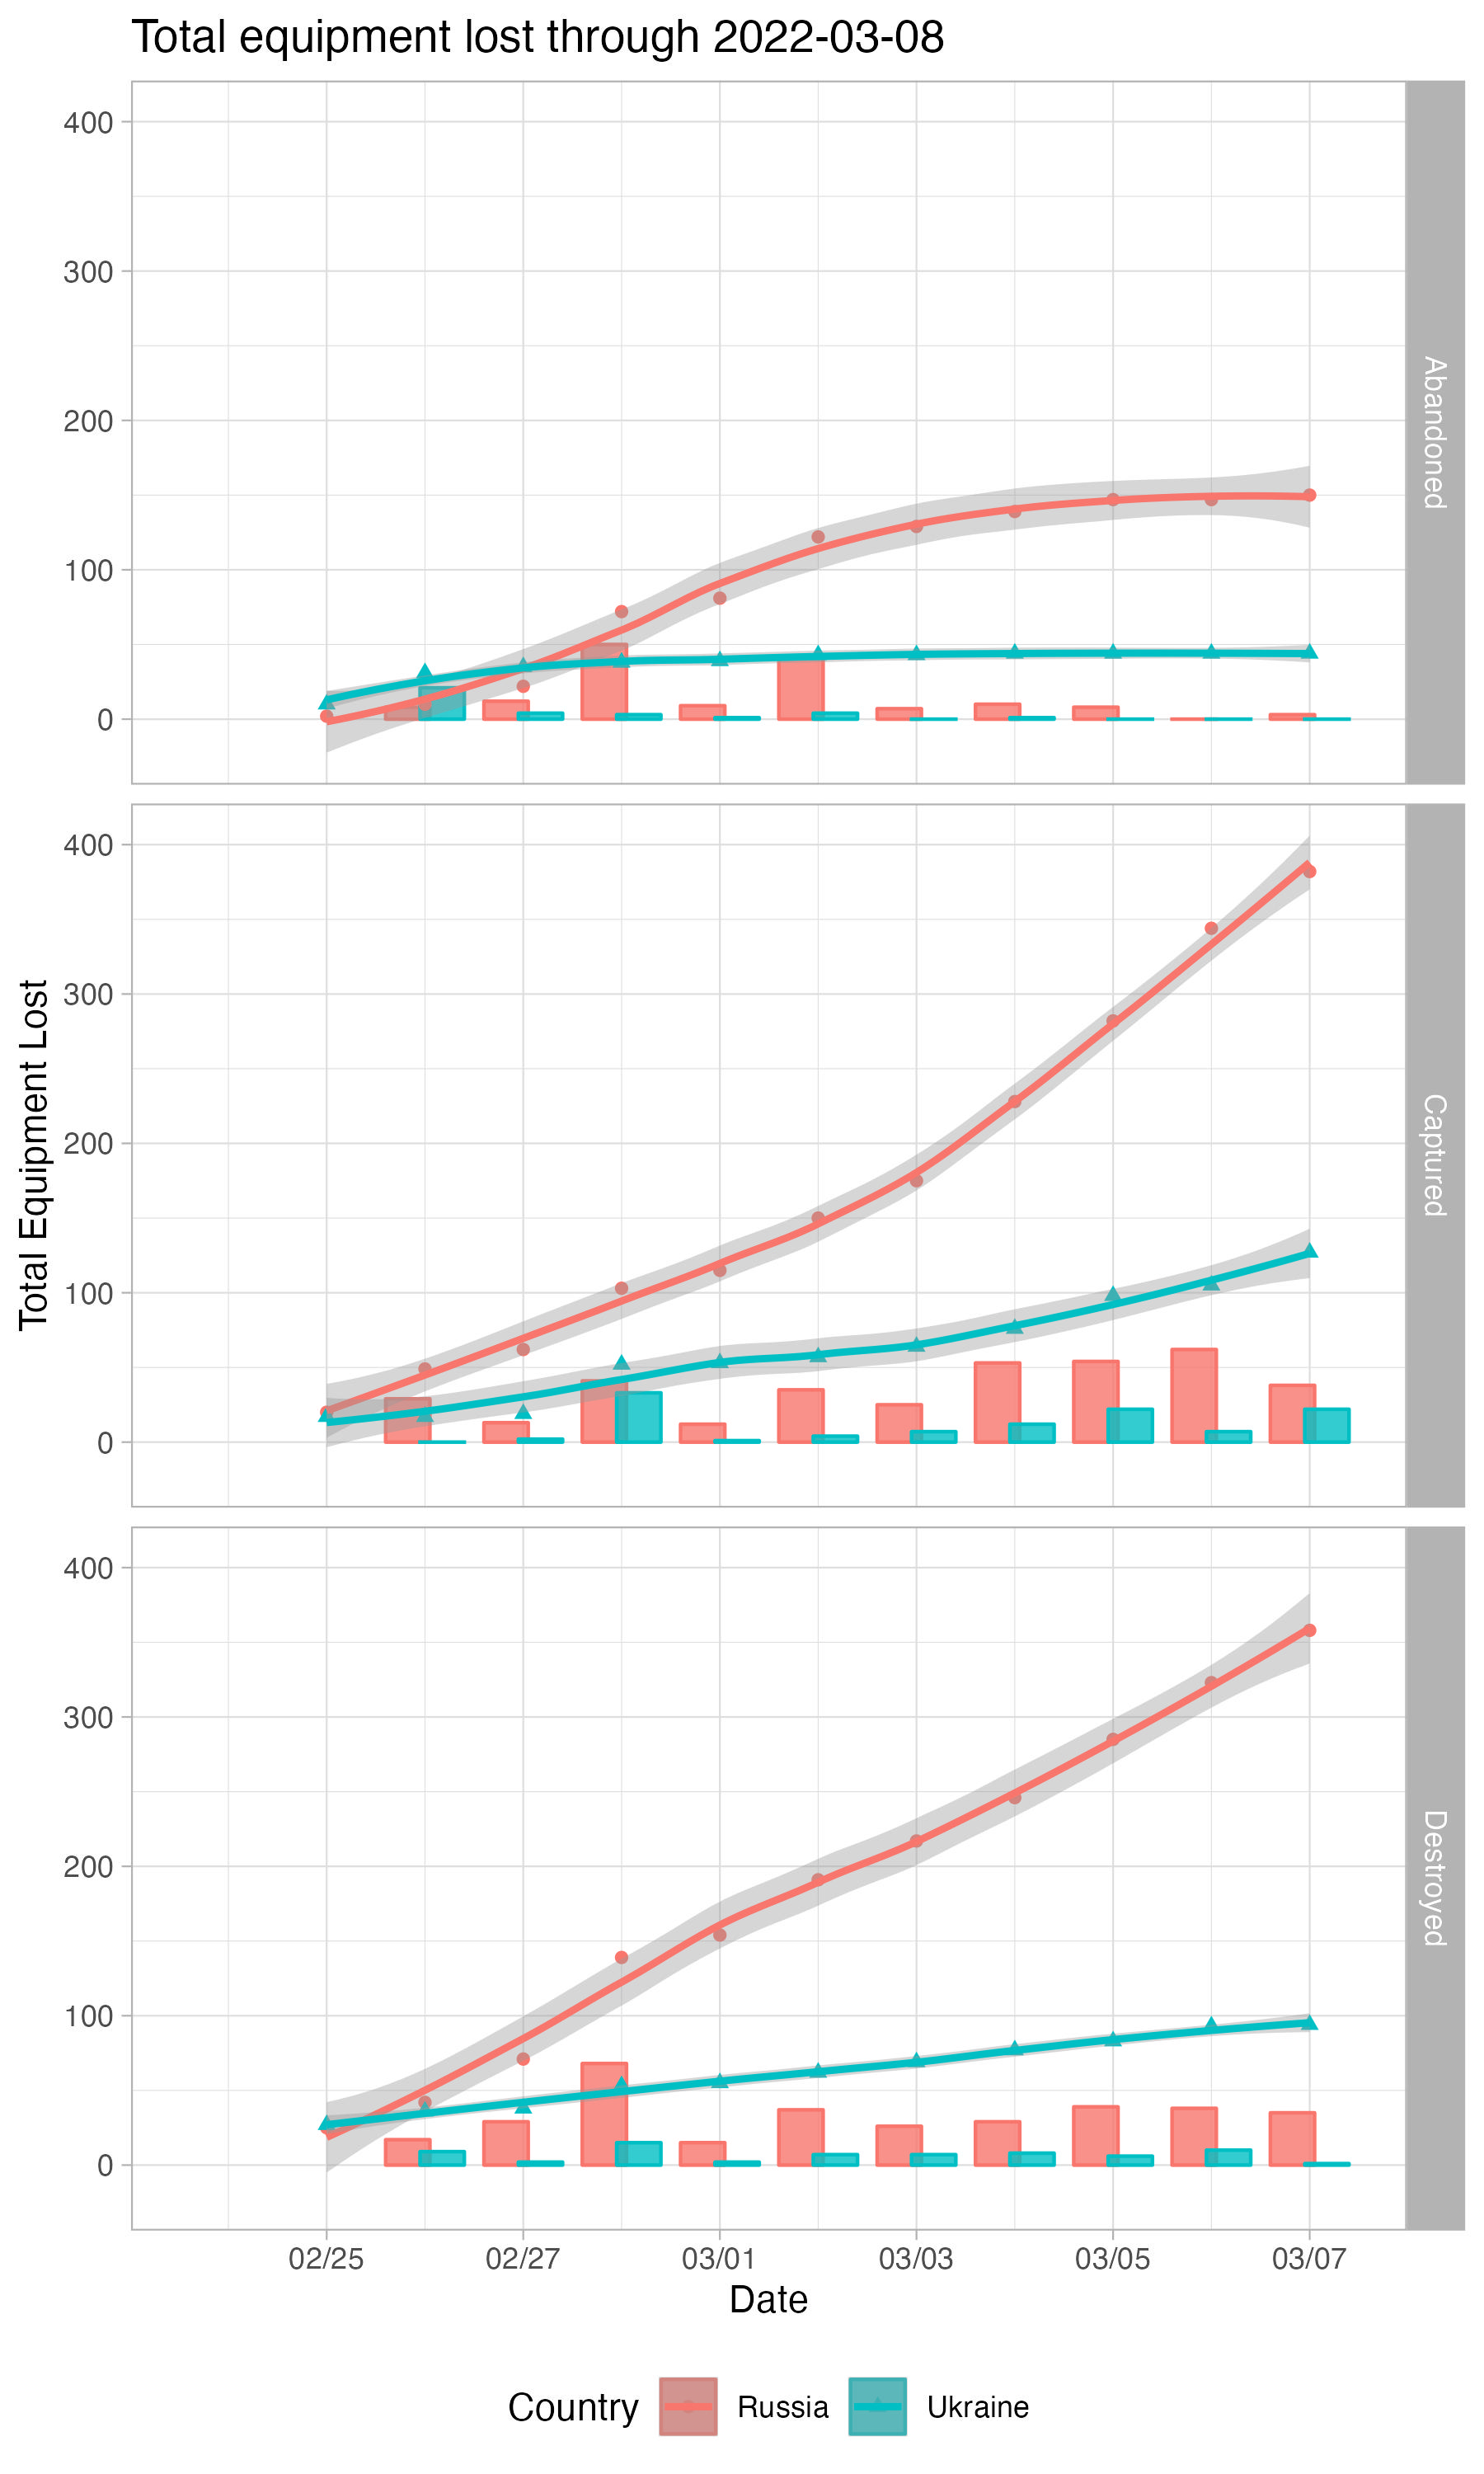 Total equipment lost through 2022-03-08
400
300
200
100
0
Abandoned
Total Equipment Lost
400
300
200
100
0
Captured
400
300
200
100
0
Destroyed
02/25 02/27 03/01 03/03 03/05 03/07
Date
Country Russia Ukraine